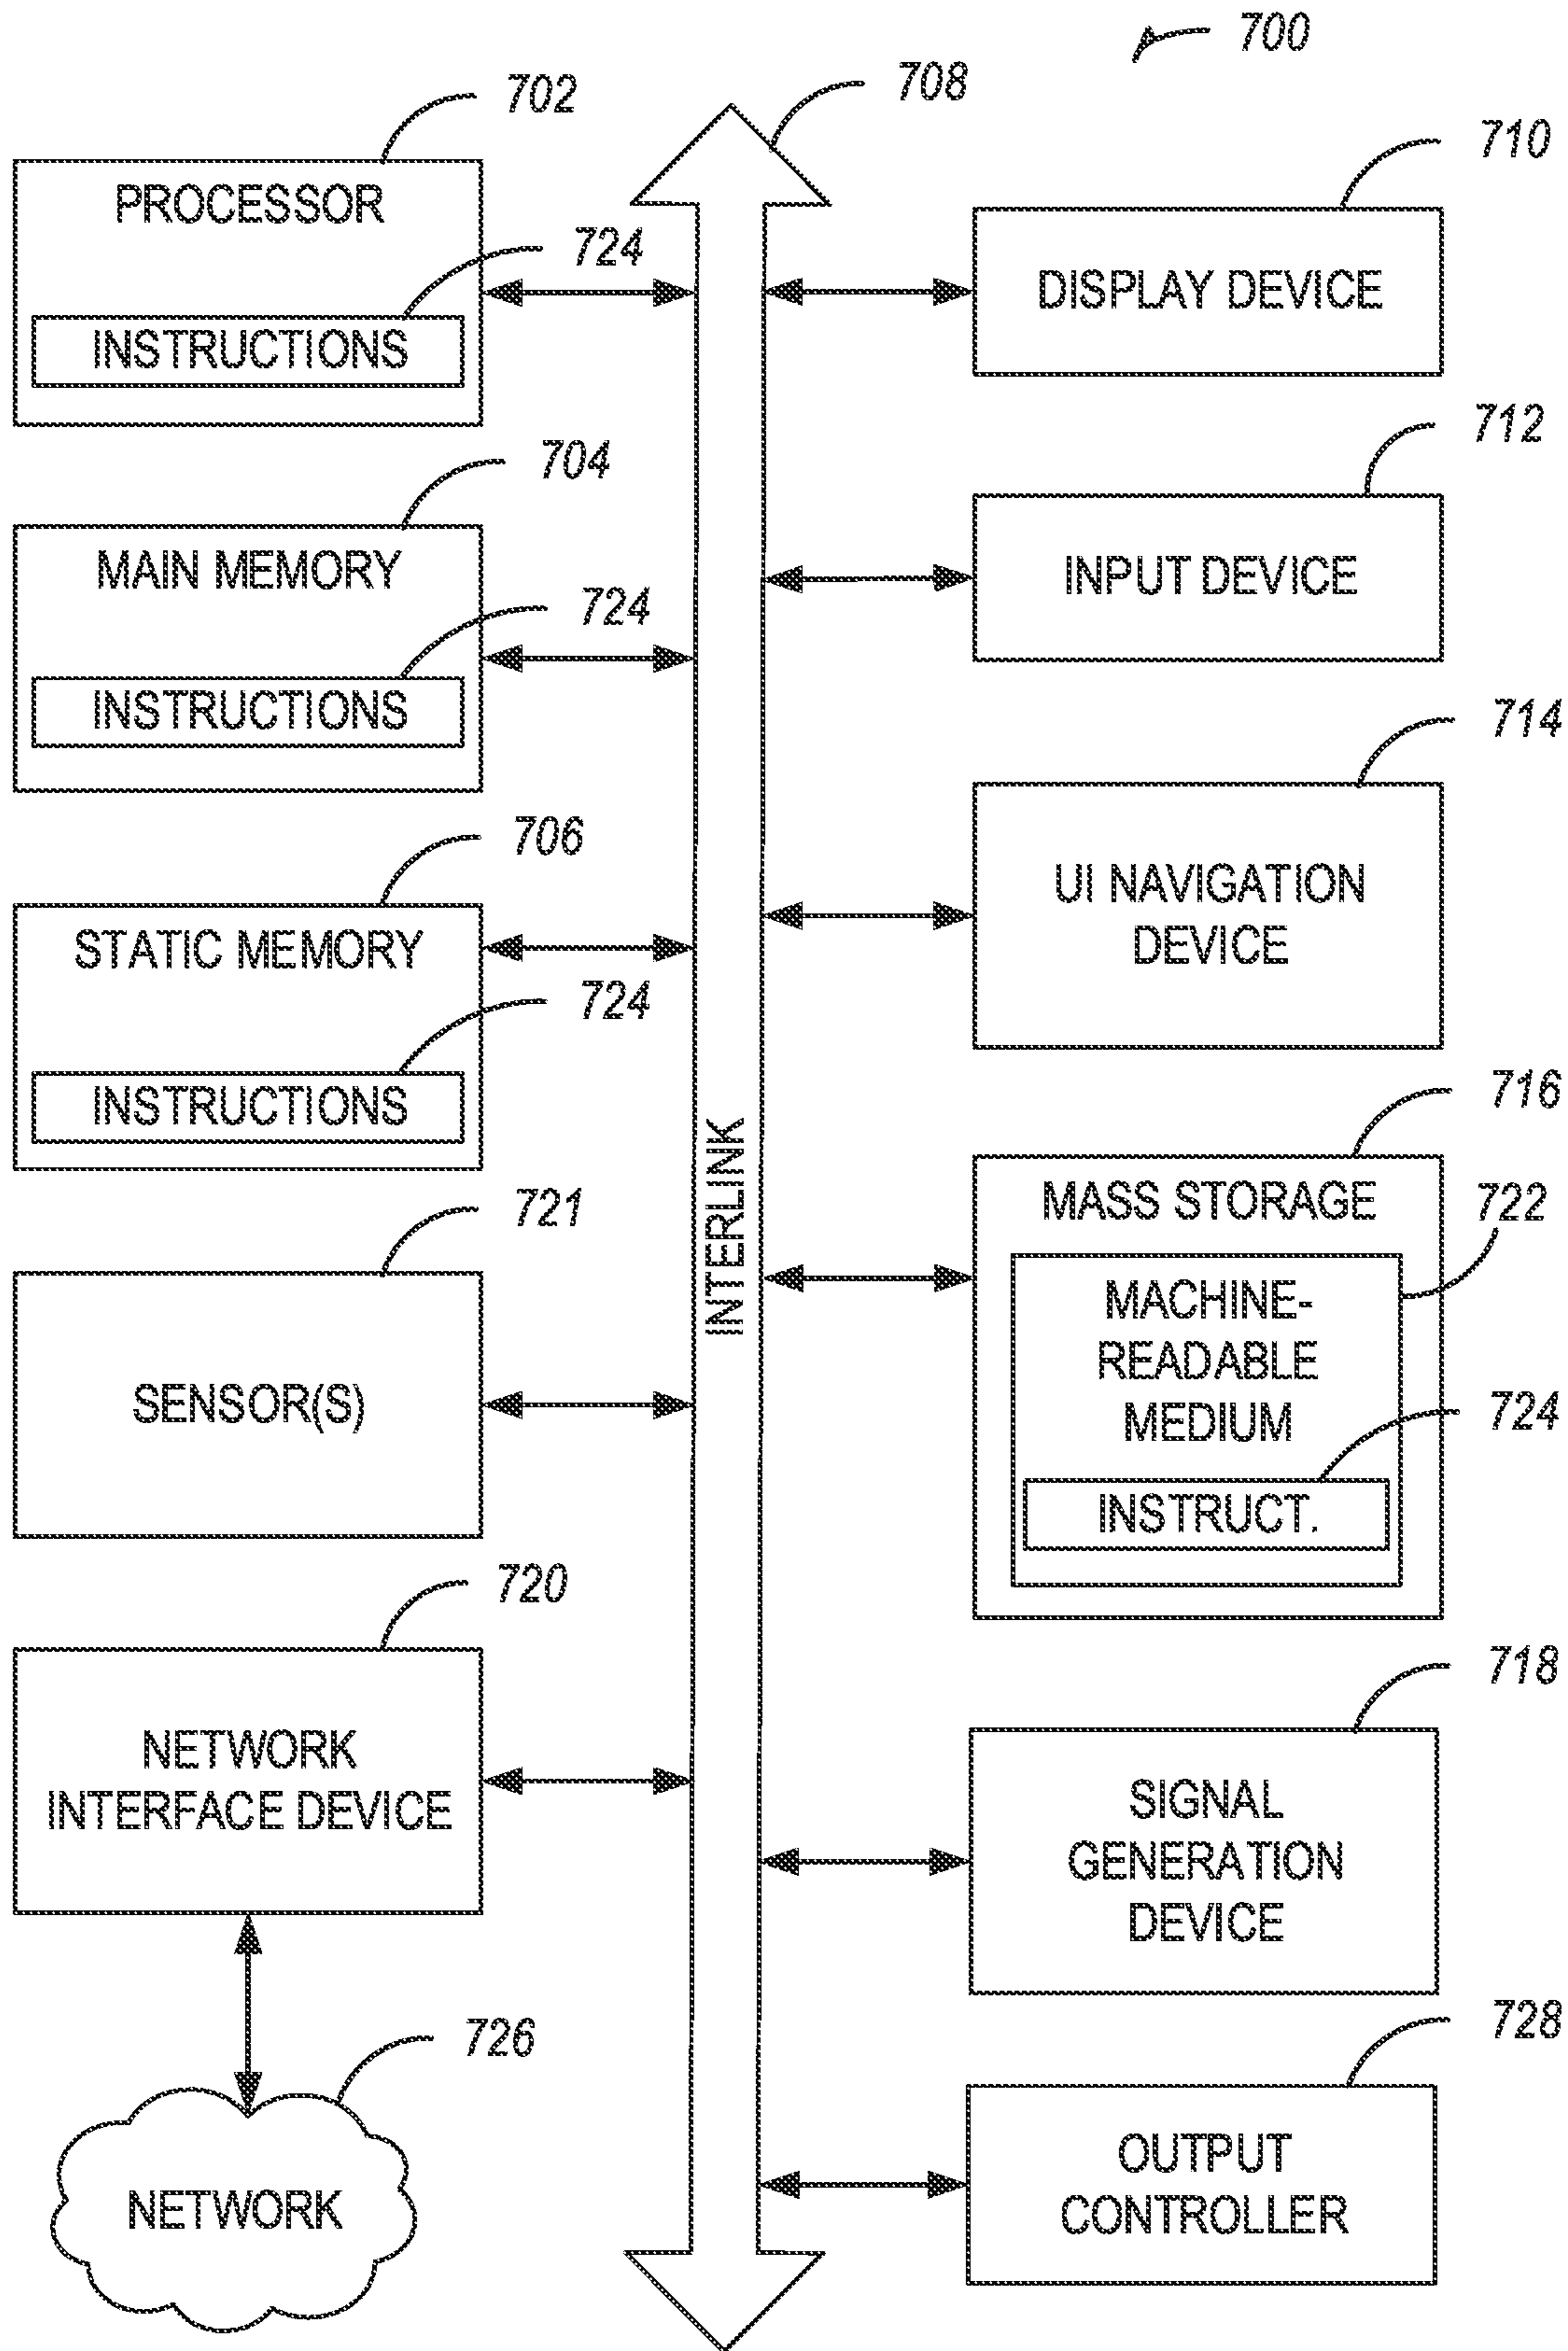 700
708
702
PROCESSOR
724
INSTRUCTIONS
704
MAIN MEMORY
724
INSTRUCTIONS
706
STATIC MEMORY
724
INSTRUCTIONS
721
SENSOR(S)
720
NETWORK
INTERFACE DEVICE
726
NETWORK
INTERLINK
710
DISPLAY DEVICE
712
INPUT DEVICE
714
UI NAVIGATION
DEVICE
716
MASS STORAGE
722
MACHINE-
READABLE
MEDIUM
724
INSTRUCT.
718
SIGNAL
GENERATION
DEVICE
728
OUTPUT
CONTROLLER